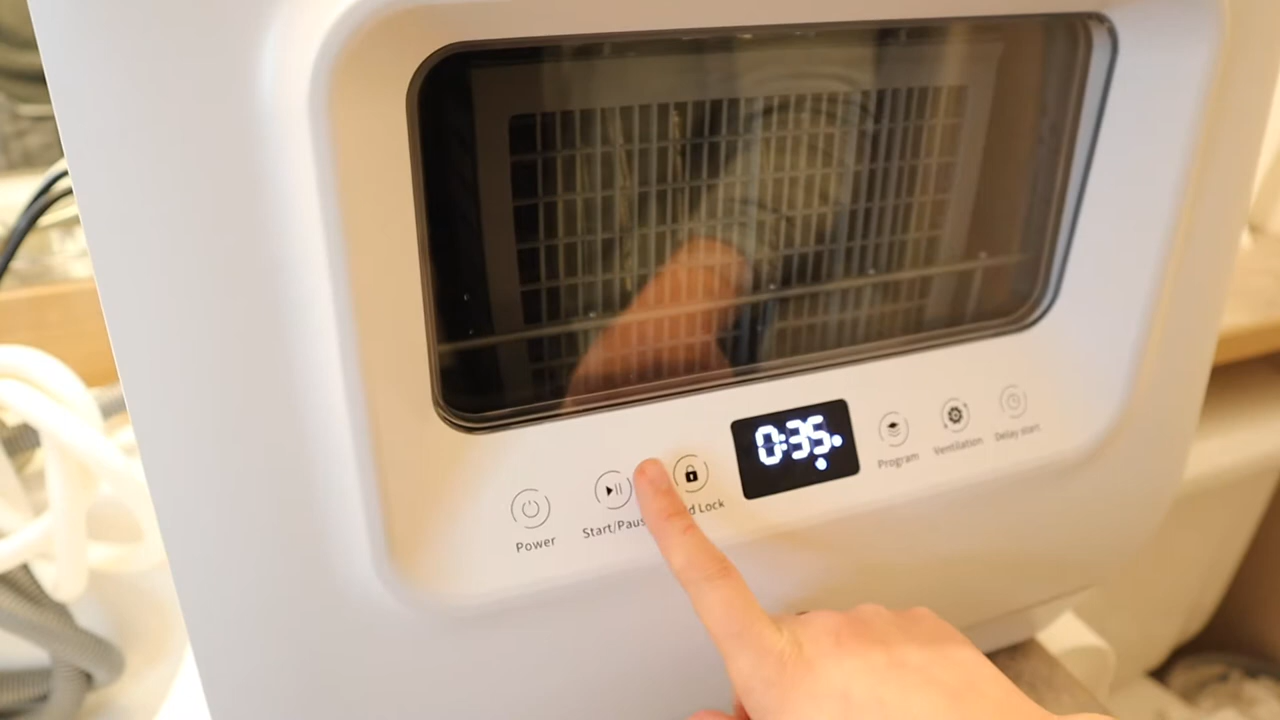 0:35
Power
Start/Paus
d Lock
Program
Ventilation
Delay start